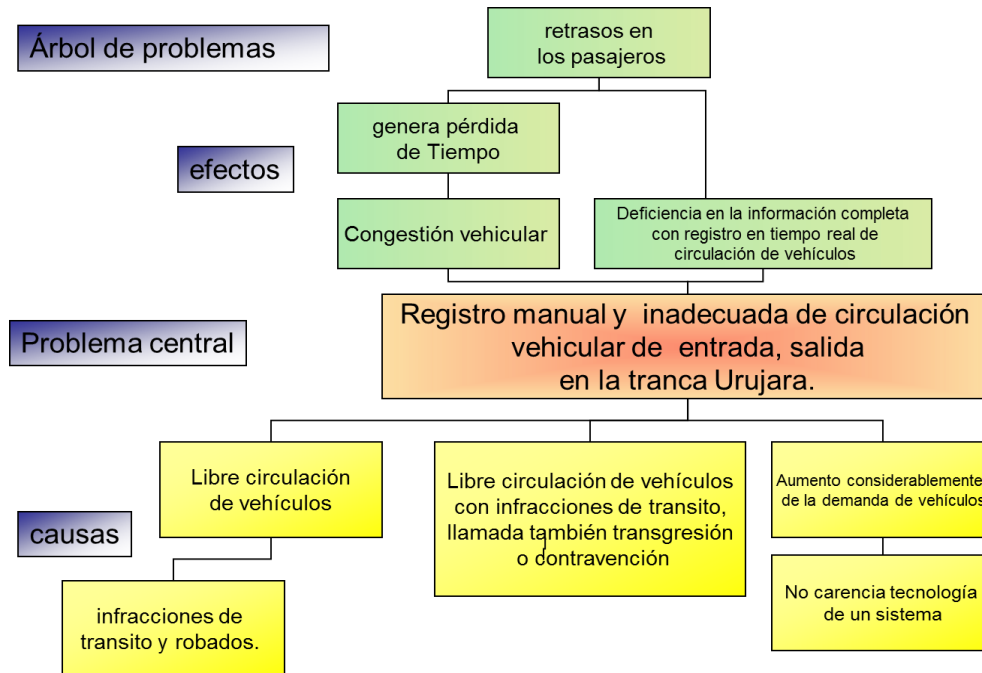 Árbol de problemas
retrasos en
los pasajeros
genera pérdida
de Tiempo
efectos
Congestión vehicular
Deficiencia en la información completa
con registro en tiempo real de
circulación de vehículos
Problema central
Registro manual y inadecuada de circulación
vehicular de entrada, salida
en la tranca Urujara.
Libre circulación
de vehículos
Libre circulación de vehículos
con infracciones de transito,
llamada también transgresión
o contravención
Aumento considerablemente
de la demanda de vehículos
causas
infracciones de
transito y robados.
No carencia tecnología
de un sistema